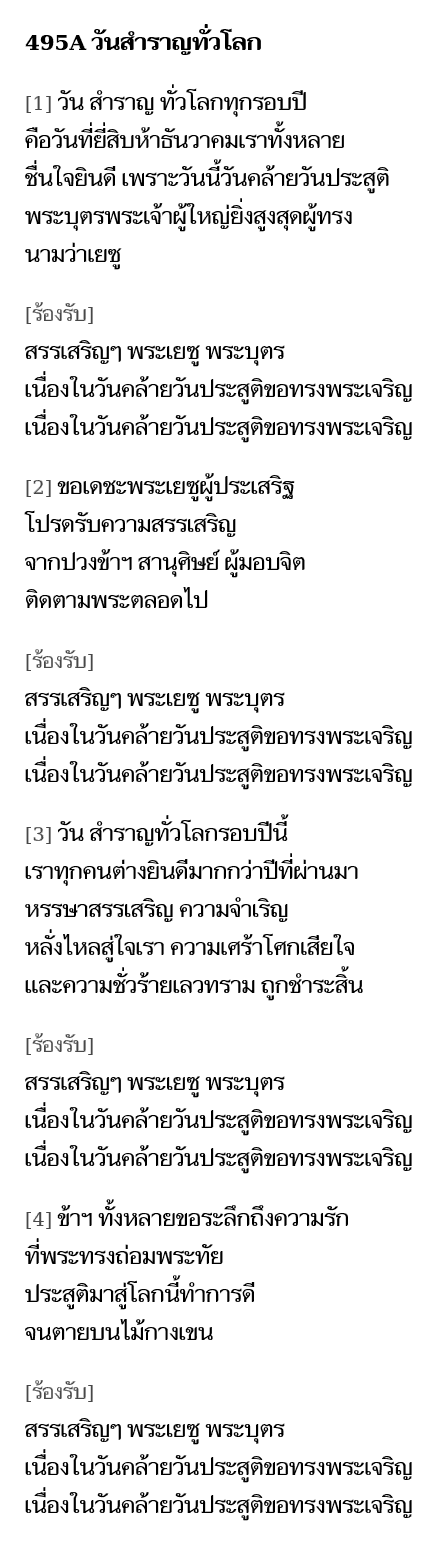 495A วันสำราญทั่วโลก
[1] วัน สำราญ ทั่วโลกทุกรอบปี
คือวันที่ยี่สิบห้าธันวาคมเราทั้งหลาย
ชื่นใจยินดี เพราะวันนี้วันคล้ายวันประสูติ
พระบุตรพระเจ้าผู้ใหญ่ยิ่งสูงสุดผู้ทรง
นามว่าเยซู
[ร้องรับ]
สรรเสริญๆ พระเยซู พระบุตร
เนื่องในวันคล้ายวันประสูติขอทรงพระเจริญ
เนื่องในวันคล้ายวันประสูติขอทรงพระเจริญ
[2] ขอเดชะพระเยซูผู้ประเสริฐ
โปรดรับความสรรเสริญ
จากปวงข้าฯ สานุศิษย์ ผู้มอบจิต
ติดตามพระตลอดไป
[ร้องรับ]
สรรเสริญๆ พระเยซู พระบุตร
เนื่องในวันคล้ายวันประสูติขอทรงพระเจริญ
เนื่องในวันคล้ายวันประสูติขอทรงพระเจริญ
[3] วัน สำราญทั่วโลกรอบปีนี้
เราทุกคนต่างยินดีมากกว่าปีที่ผ่านมา
หรรษาสรรเสริญ ความจำเริญ
หลั่งไหลสู่ใจเรา ความเศร้าโศกเสียใจ
และความชั่วร้ายเลวทราม ถูกชำระสิ้น
[ร้องรับ]
สรรเสริญๆ พระเยซู พระบุตร
เนื่องในวันคล้ายวันประสูติขอทรงพระเจริญ
เนื่องในวันคล้ายวันประสูติขอทรงพระเจริญ
[4] ข้าฯ ทั้งหลายขอระลึกถึงความรัก
ที่พระทรงถ่อมพระทัย
ประสูติมาสู่โลกนี้ทำการดี
จนตายบนไม้กางเขน
[ร้องรับ]
สรรเสริญๆ พระเยซู พระบุตร
เนื่องในวันคล้ายวันประสูติขอทรงพระเจริญ
เนื่องในวันคล้ายวันประสูติขอทรงพระเจริญ